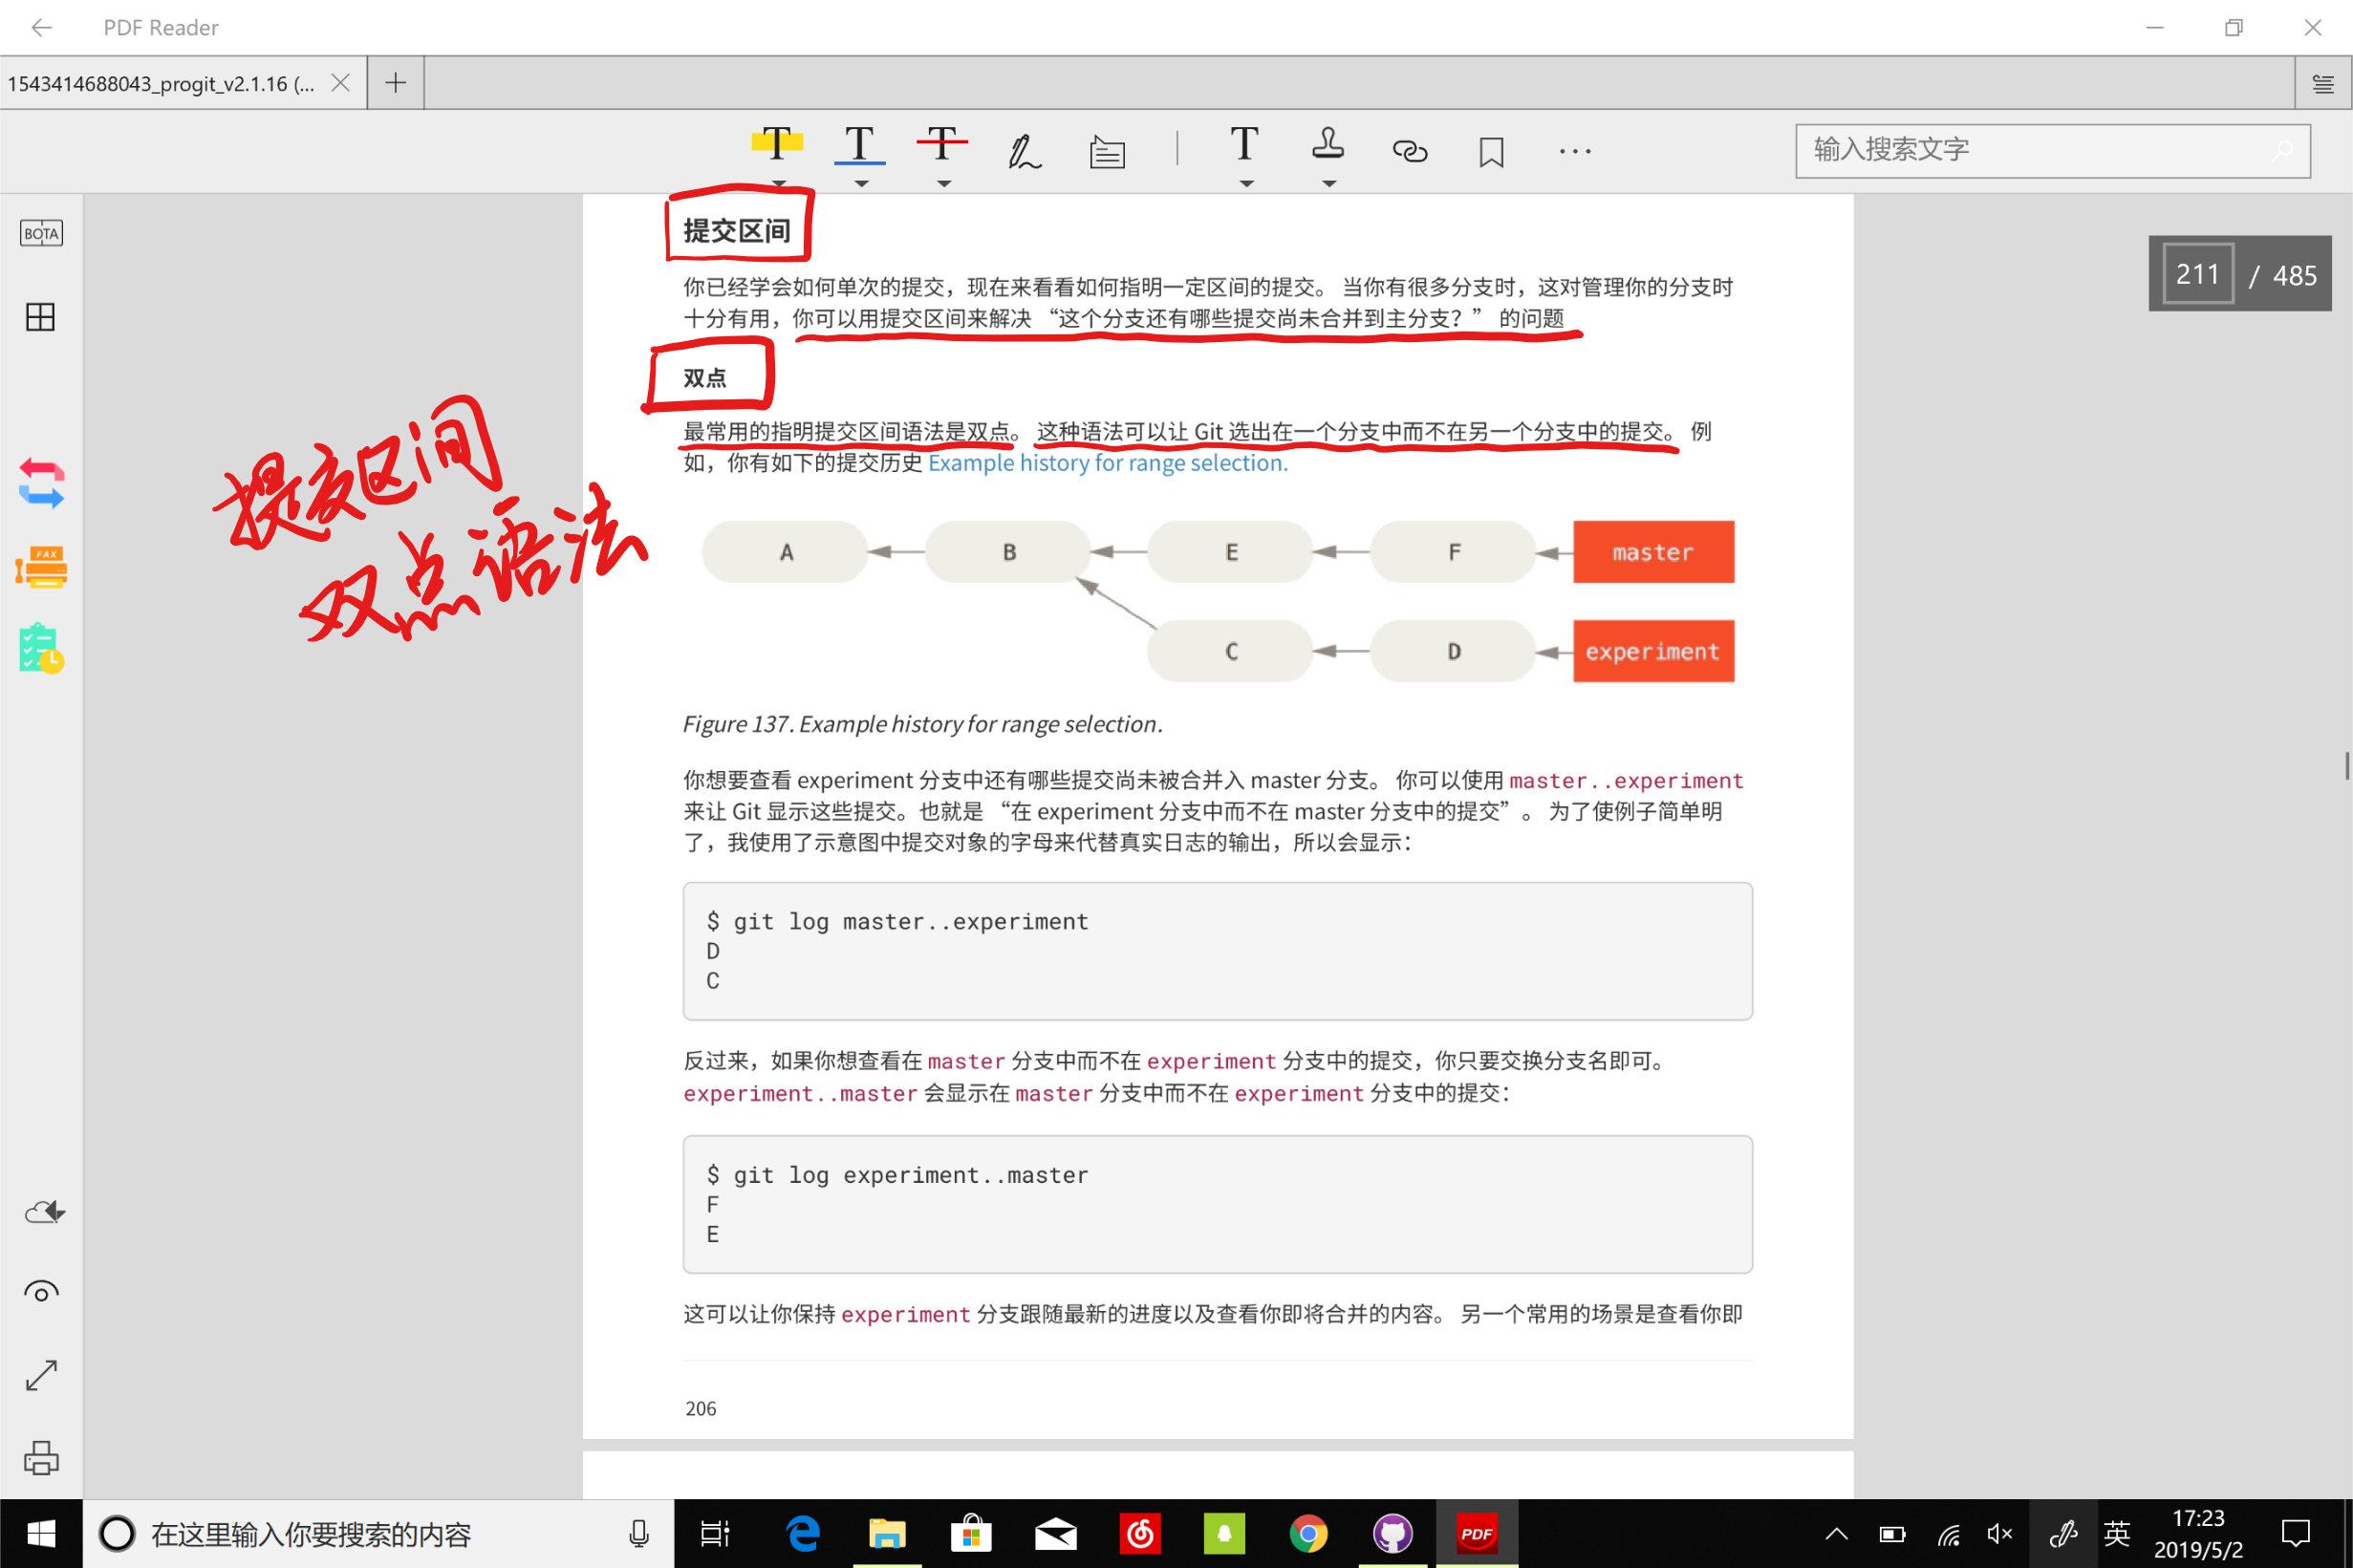 PDF Reader
1543414688043_progit_v2.1.16 (...
输入搜索文字
BOTA
211 / 485
提交区间
你已经学会如何单次的提交，现在来看看如何指明一定区间的提交。 当你有很多分支时，这对管理你的分支时
十分有用，你可以用提交区间来解决 “这个分支还有哪些提交尚未合并到主分支？” 的问题
双点
最常用的指明提交区间语法是双点。 这种语法可以让 Git 选出在一个分支中而不在另一个分支中的提交。 例
如，你有如下的提交历史 Example history for range selection.
提交区间
双点语法
FAX
A B E F master
C D experiment
Figure 137. Example history for range selection.
你想要查看 experiment 分支中还有哪些提交尚未被合并入 master 分支。 你可以使用 master..experiment
来让 Git 显示这些提交。也就是 “在 experiment 分支中而不在 master 分支中的提交”。 为了使例子简单明
了，我使用了示意图中提交对象的字母来代替真实日志的输出，所以会显示：
$ git log master..experiment
D
C
反过来，如果你想查看在 master 分支中而不在 experiment 分支中的提交，你只要交换分支名即可。
experiment..master 会显示在 master 分支中而不在 experiment 分支中的提交：
$ git log experiment..master
F
E
这可以让你保持 experiment 分支跟随最新的进度以及查看你即将合并的内容。 另一个常用的场景是查看你即
206
在这里输入你要搜索的内容
PDF
英
17:23
2019/5/2